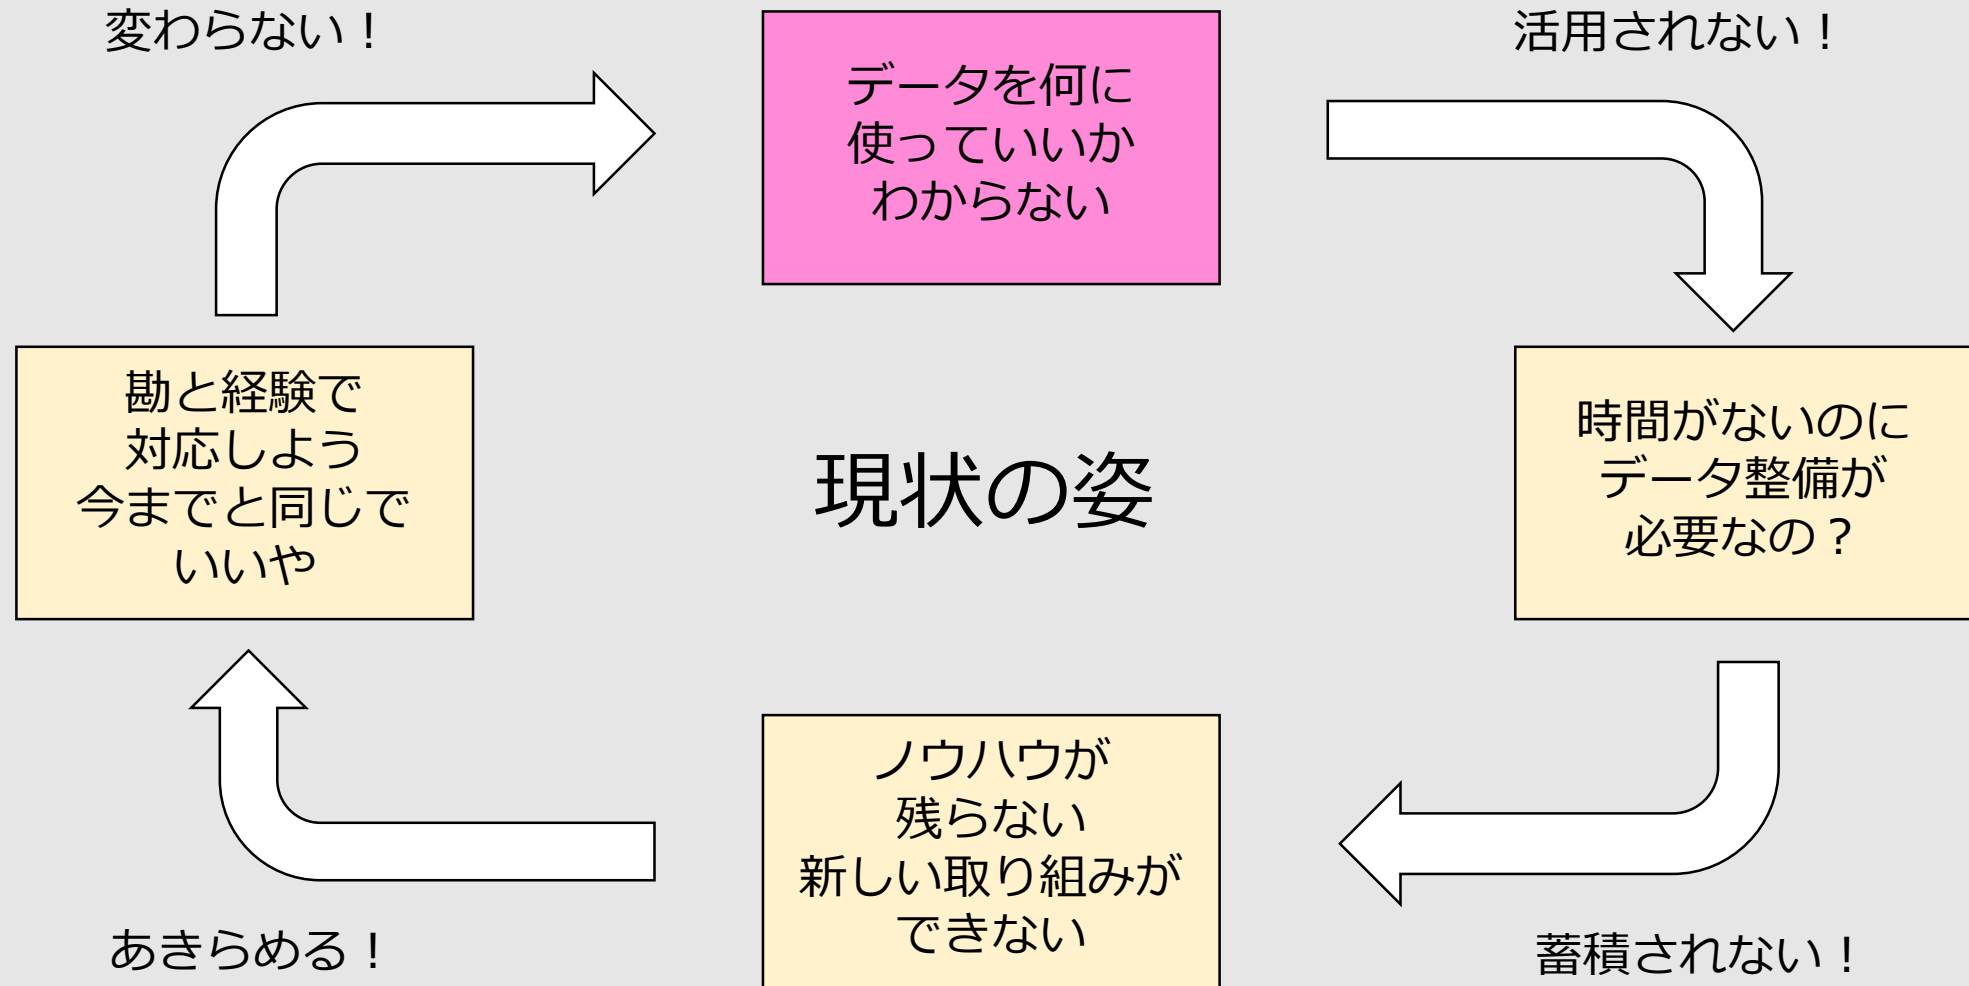 変わらない！
データを何に
使っていいか
わからない
活用されない！
勘と経験で
対応しよう
今までと同じで
いいや
現状の姿
時間がないのに
データ整備が
必要なの？
ノウハウが
残らない
新しい取り組みが
できない
あきらめる！
蓄積されない！